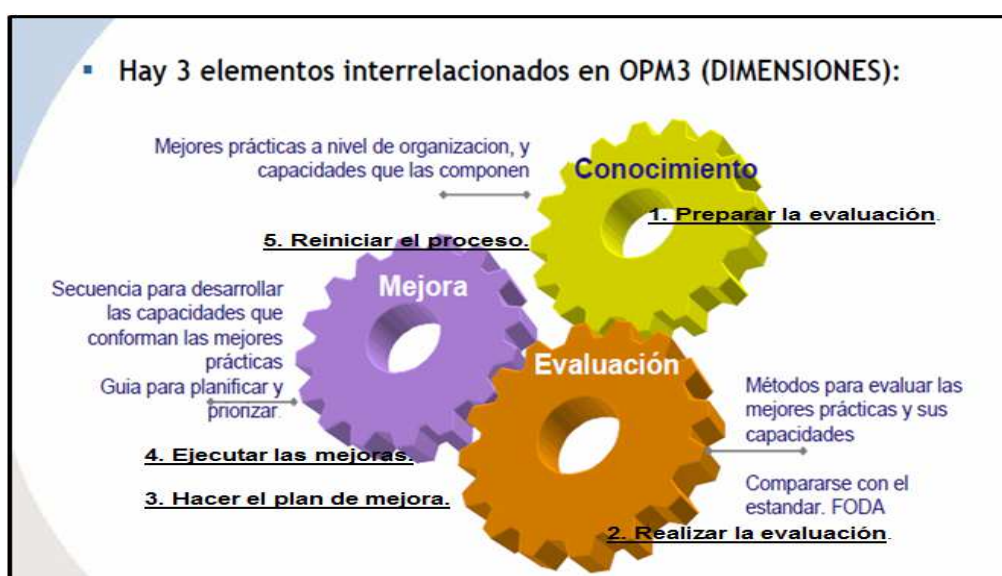 ▪ Hay 3 elementos interrelacionados en OPM3 (DIMENSIONES):
Mejores prácticas a nivel de organizacion, y
capacidades que las componen
Conocimiento
1. Preparar la evaluación.
5. Reiniciar el proceso.
Mejora
Secuencia para desarrollar
las capacidades que
conforman las mejores
prácticas
Guia para planificar y
priorizar.
Evaluación
Métodos para evaluar las
mejores prácticas y sus
capacidades
4. Ejecutar las mejoras.
3. Hacer el plan de mejora.
Compararse con el
estandar. FODA
2. Realizar la evaluación.